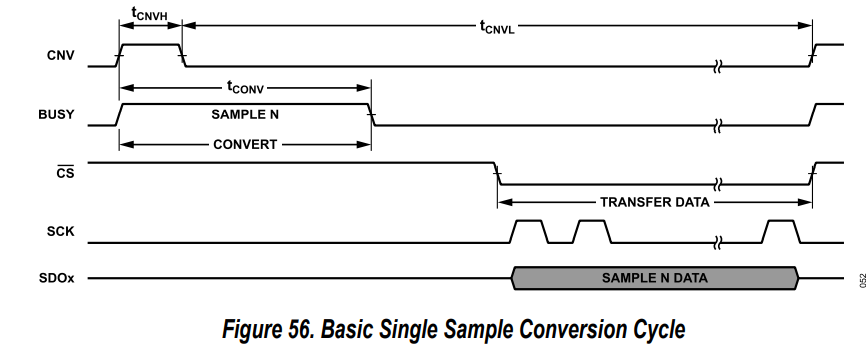 tCNVH
tCNVL
CNV
tCONV
BUSY
SAMPLE N
CONVERT
CS
TRANSFER DATA
SCK
SDOx
SAMPLE N DATA
052
Figure 56. Basic Single Sample Conversion Cycle